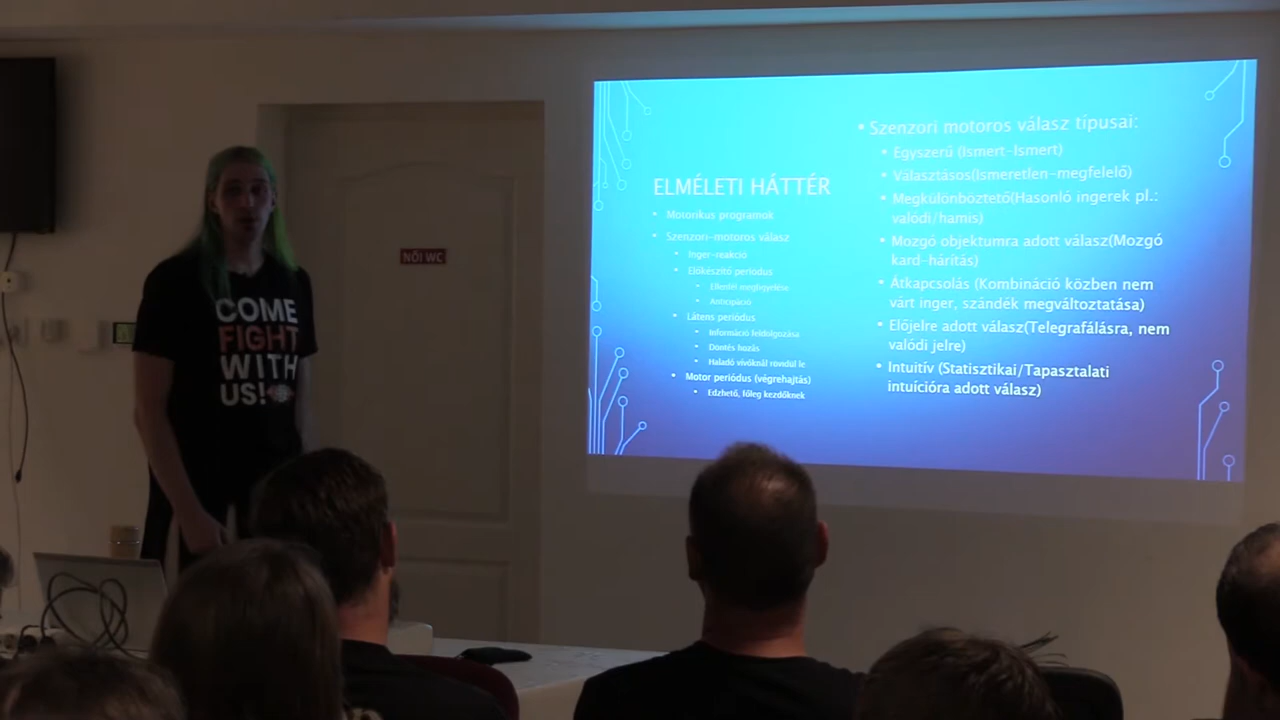 NŐI WC
COME
FIGHT
WITH
US!
ELMÉLETI HÁTTÉR
• Motorikus programok
• Szenzori-motoros válasz
• Inger-reakció
• Előkészítő periódus
• Ellenfél megfigyelése
• Anticipáció
• Látens periódus
• Információ feldolgozása
• Döntés hozás
• Haladó vívóknál rövidül le
• Motor periódus (végrehajtás)
• Edzhető, főleg kezdőknek
• Szenzori motoros válasz típusai:
• Egyszerű (Ismert-Ismert)
• Választásos(Ismeretlen-megfelelő)
• Megkülönböztető(Hasonló ingerek pl.:
valódi/hamis)
• Mozgó objektumra adott válasz(Mozgó
kard-hárítás)
• Átkapcsolás (Kombináció közben nem
várt inger, szándék megváltoztatása)
• Előjelre adott válasz(Telegrafálásra, nem
valódi jelre)
• Intuitív (Statisztikai/Tapasztalati
intuícióra adott válasz)